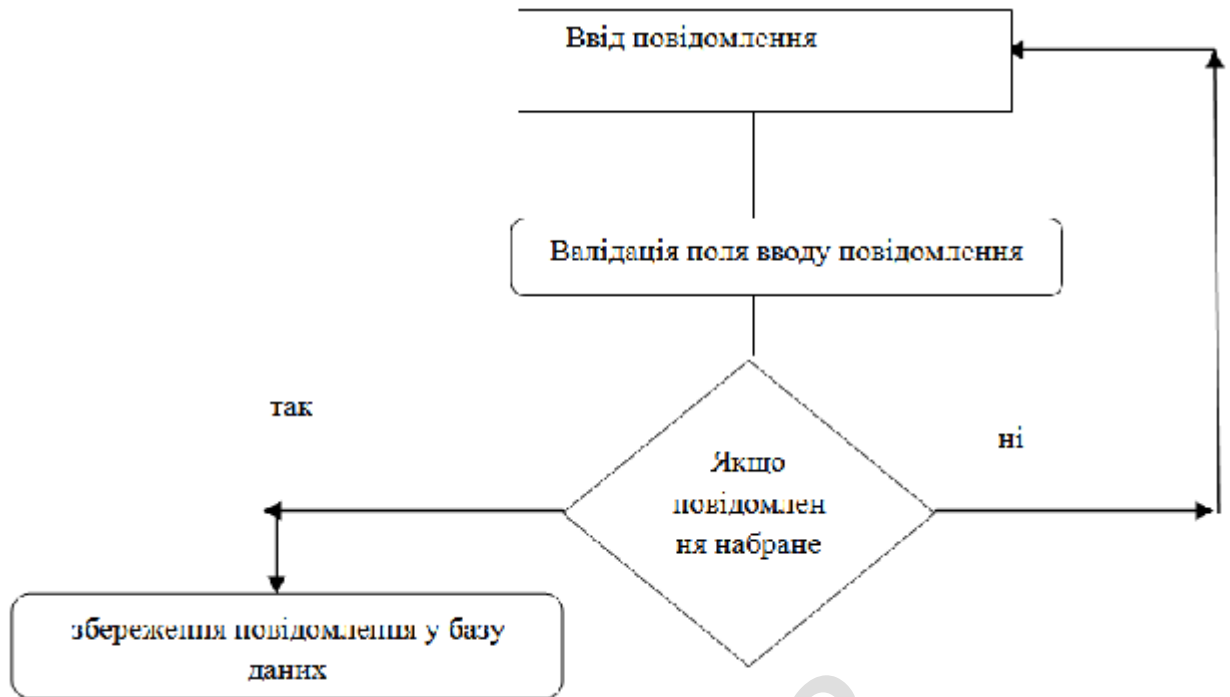 Ввід повідомлення
Валідація поля вводу повідомлення
так
ні
Якщо
повідомлен
ня набране
збереження повідомлення у базу
даних